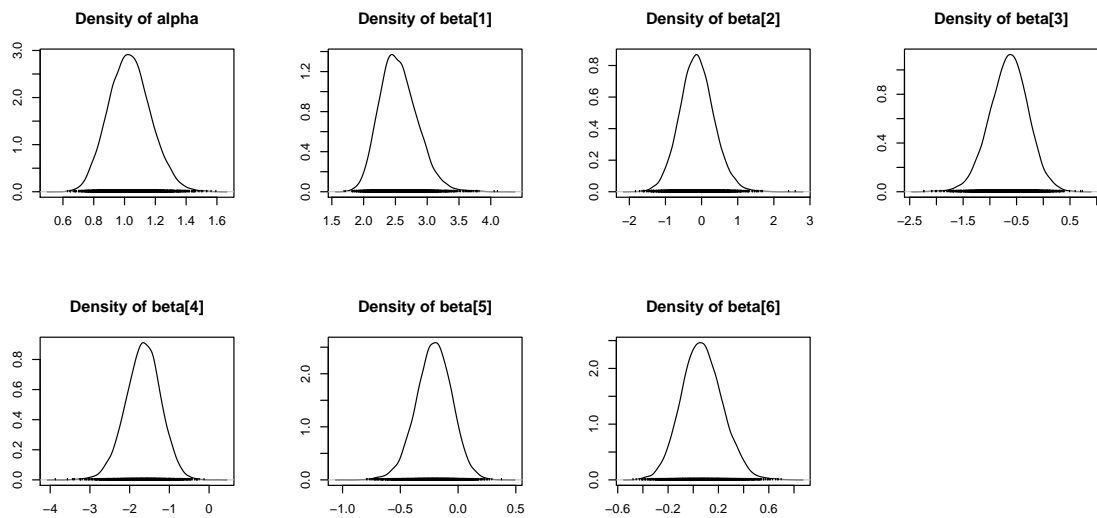 Density of alpha
3.0
2.0
1.0
0.0
0.6 0.8 1.0 1.2 1.4 1.6
Density of beta[1]
1.2
0.8
0.4
0.0
1.5 2.0 2.5 3.0 3.5 4.0
Density of beta[2]
0.8
0.6
0.4
0.2
0.0
−2 −1 0 1 2 3
Density of beta[3]
0.8
0.4
0.0
−2.5 −1.5 −0.5 0.5
Density of beta[4]
0.8
0.6
0.4
0.2
0.0
−4 −3 −2 −1 0
Density of beta[5]
2.0
1.0
0.0
−1.0 −0.5 0.0 0.5
Density of beta[6]
2.0
1.0
0.0
−0.6 −0.2 0.2 0.6